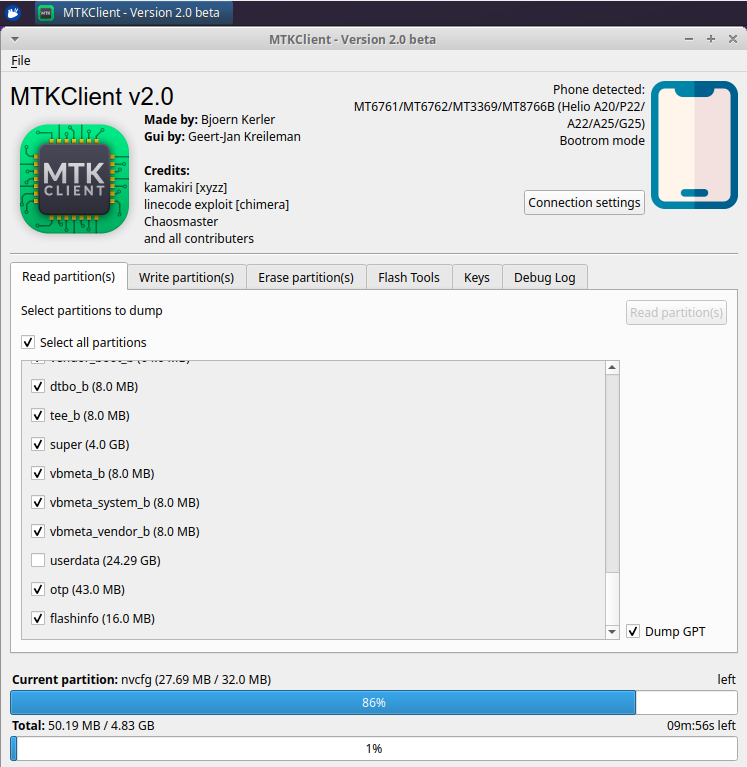 MTKClient - Version 2.0 beta
MTKClient - Version 2.0 beta
File
MTKClient v2.0
Made by: Bjoern Kerler
Gui by: Geert-Jan Kreileman
Credits:
kamakiri [xyzz]
linecode exploit [chimera]
Chaosmaster
and all contributers
MTK
CLIENT
Phone detected:
MT6761/MT6762/MT3369/MT8766B (Helio A20/P22/
A22/A25/G25)
Bootrom mode
Connection settings
Read partition(s) Write partition(s) Erase partition(s) Flash Tools Keys Debug Log
Select partitions to dump
Read partition(s)
Select all partitions
dtbo_b (8.0 MB)
tee_b (8.0 MB)
super (4.0 GB)
vbmeta_b (8.0 MB)
vbmeta_system_b (8.0 MB)
vbmeta_vendor_b (8.0 MB)
userdata (24.29 GB)
otp (43.0 MB)
flashinfo (16.0 MB)
Dump GPT
Current partition: nvcfg (27.69 MB / 32.0 MB) left
86%
Total: 50.19 MB / 4.83 GB 09m:56s left
1%